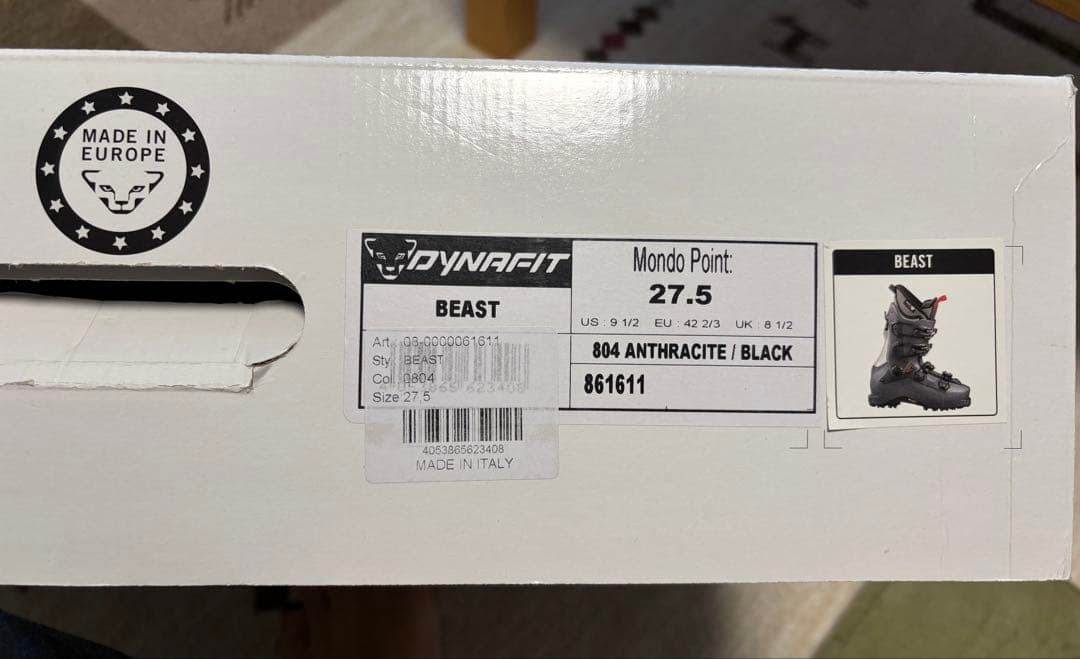 MADE IN
EUROPE
DYNAFIT
BEAST
Mondo Point:
27.5
US : 9 1/2 EU : 42 2/3 UK : 8 1/2
804 ANTHRACITE / BLACK
861611
Art. 08-0000061611
Sty. BEAST
Col. 0804
Size 27,5
4053865623408
4053865623408
MADE IN ITALY
BEAST